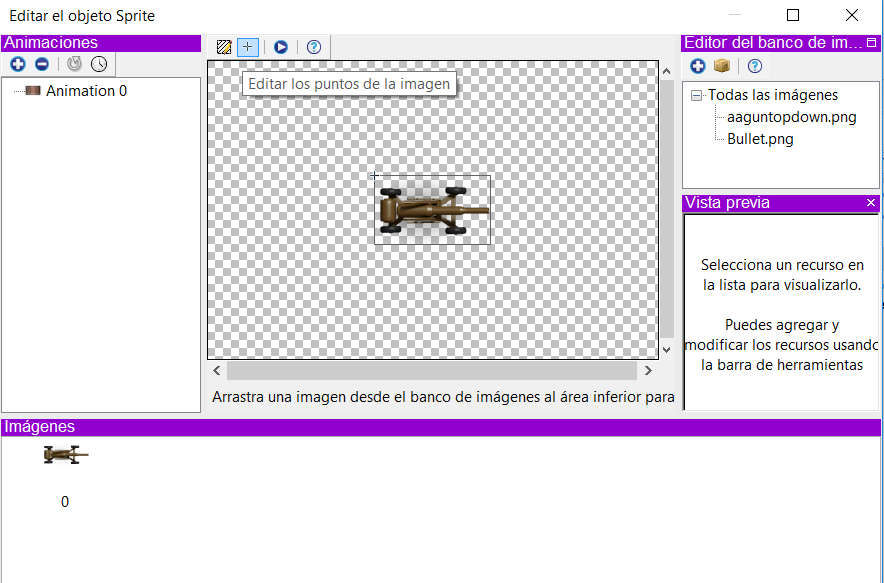 Editar el objeto Sprite
Animaciones
Animation 0
Editar los puntos de la imagen
Arrastra una imagen desde el banco de imágenes al área inferior para
Editor del banco de im...
Todas las imágenes
aaguntopdown.png
Bullet.png
Vista previa
Selecciona un recurso en
la lista para visualizarlo.
Puedes agregar y
modificar los recursos usando
la barra de herramientas
Imágenes
0